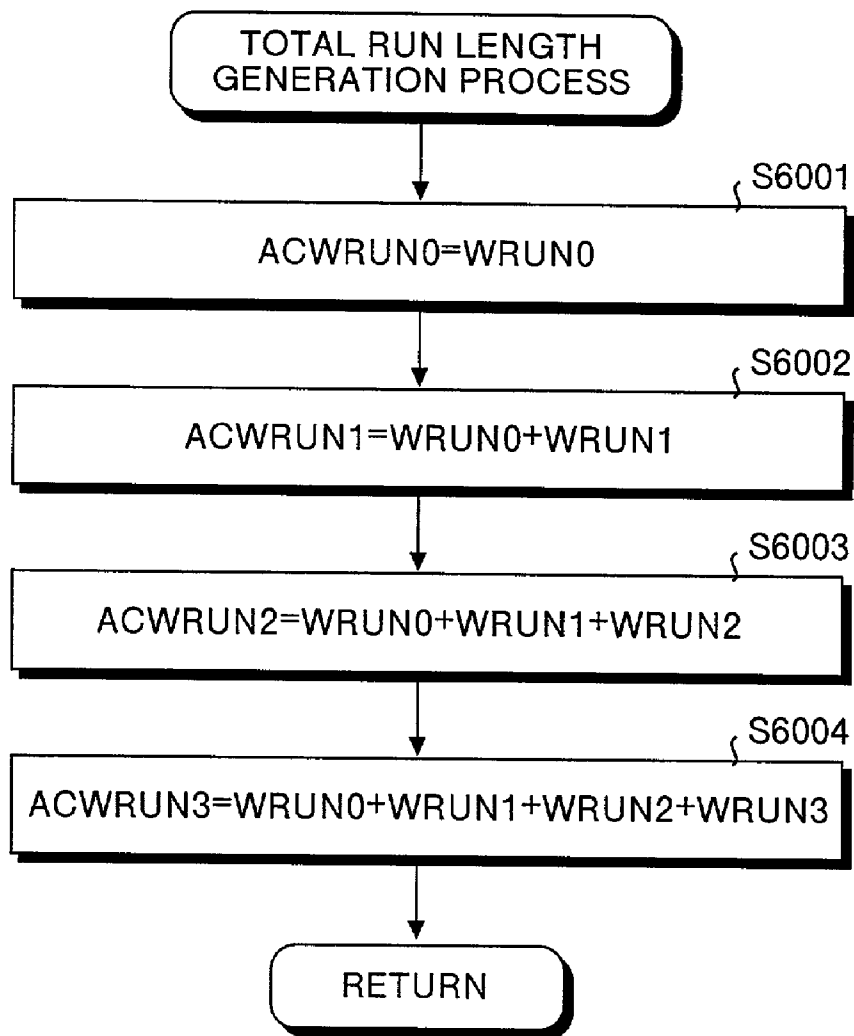 TOTAL RUN LENGTH
GENERATION PROCESS
S6001
ACWRUN0=WRUN0
S6002
ACWRUN1=WRUN0+WRUN1
S6003
ACWRUN2=WRUN0+WRUN1+WRUN2
S6004
ACWRUN3=WRUN0+WRUN1+WRUN2+WRUN3
RETURN